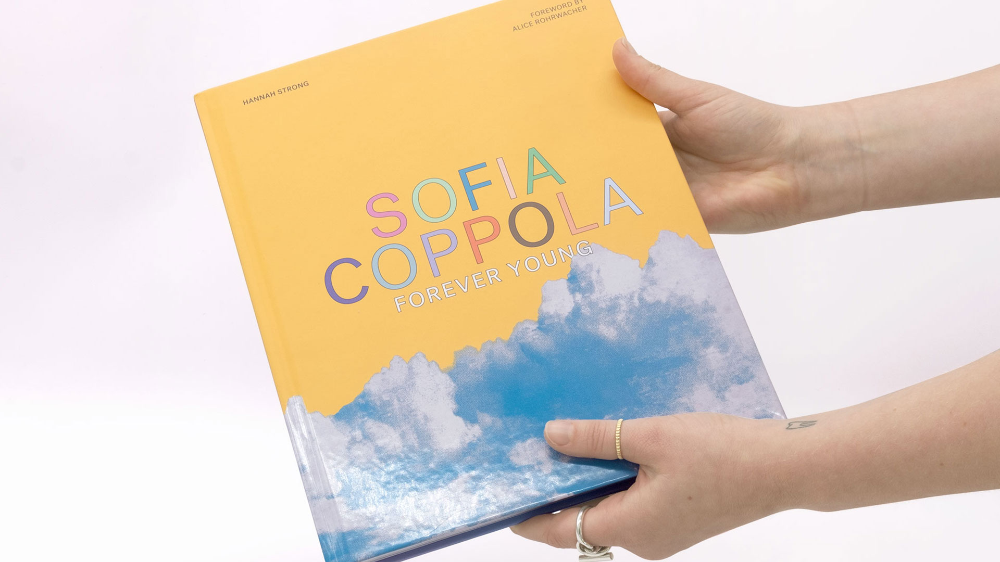 HANNAH STRONG
FOREWORD BY
ALICE ROHRWACHER
SOFIA
COPPOLA
FOREVER YOUNG